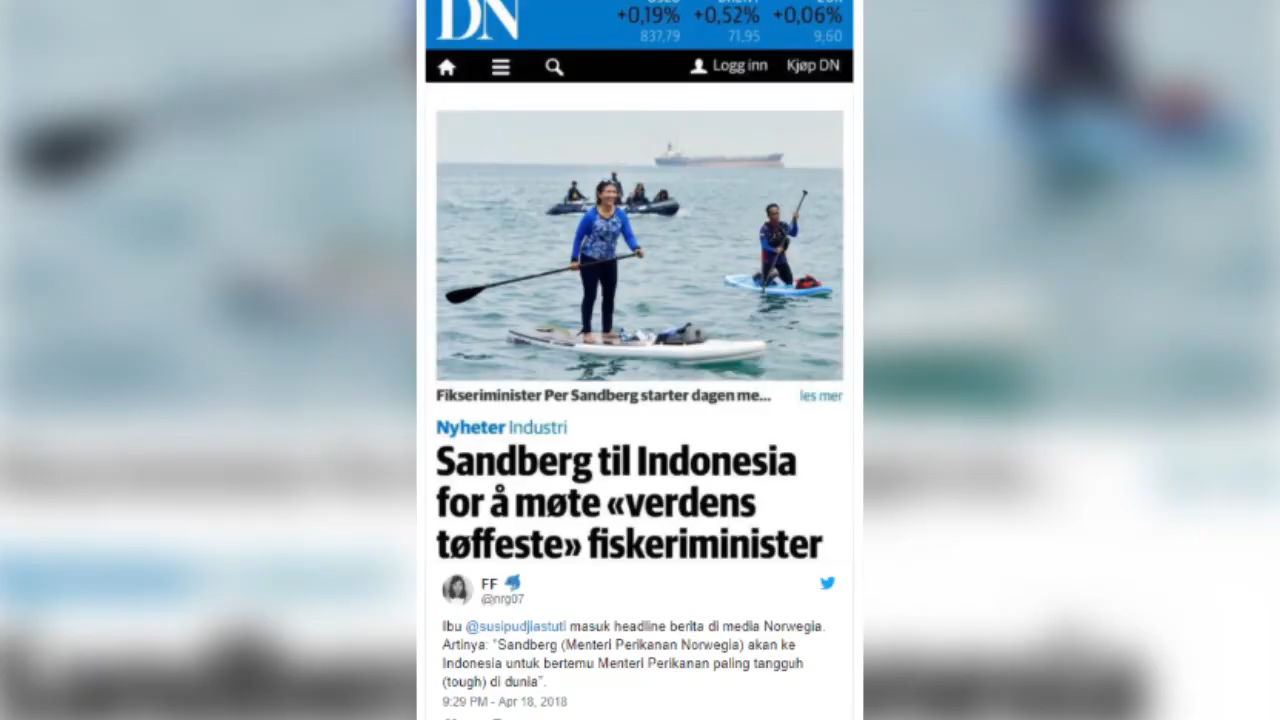 DN
+0,19% +0,52% +0,06%
837,79 71,95 9,60
Logg inn Kjøp DN
Fikseriminister Per Sandberg starter dagen me... les mer
Nyheter Industri
Sandberg til Indonesia
for å møte «verdens
tøffeste» fiskeriminister
FF
@jnrg07
Ibu @susipudjiastuti masuk headline berita di media Norwegia.
Artinya: "Sandberg (Menteri Perikanan Norwegia) akan ke
Indonesia untuk bertemu Menteri Perikanan paling tangguh
(tough) di dunia".
9:29 PM - Apr 18, 2018